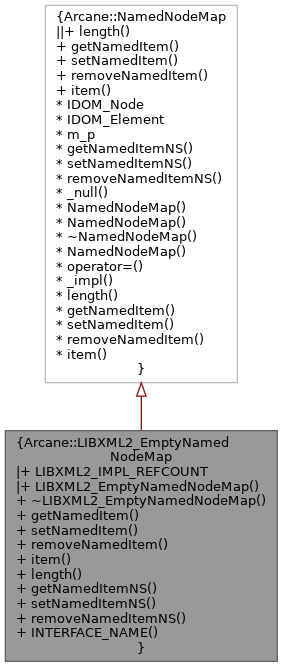 {Arcane::NamedNodeMap
||+ length()
+ getNamedItem()
+ setNamedItem()
+ removeNamedItem()
+ item()
* IDOM_Node
* IDOM_Element
* m_p
* getNamedItemNS()
* setNamedItemNS()
* removeNamedItemNS()
* _null()
* NamedNodeMap()
* NamedNodeMap()
* ~NamedNodeMap()
* NamedNodeMap()
* operator=()
* _impl()
* length()
* getNamedItem()
* setNamedItem()
* removeNamedItem()
* item()
}
{Arcane::LIBXML2_EmptyNamed
NodeMap
|+ LIBXML2_IMPL_REFCOUNT
|+ LIBXML2_EmptyNamedNodeMap()
+ ~LIBXML2_EmptyNamedNodeMap()
+ getNamedItem()
+ setNamedItem()
+ removeNamedItem()
+ item()
+ length()
+ getNamedItemNS()
+ setNamedItemNS()
+ removeNamedItemNS()
+ INTERFACE_NAME()
}